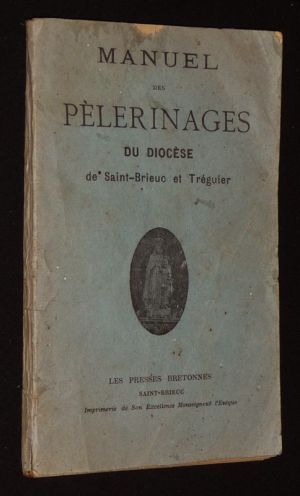 MANUEL
DES
PÈLERINAGES
DU DIOCÈSE
de Saint-Brieuc et Tréguier
LES PRESSES BRETONNES
SAINT-BRIEUC
Imprimerie de Son Excellence Monseigneur l'Evêque